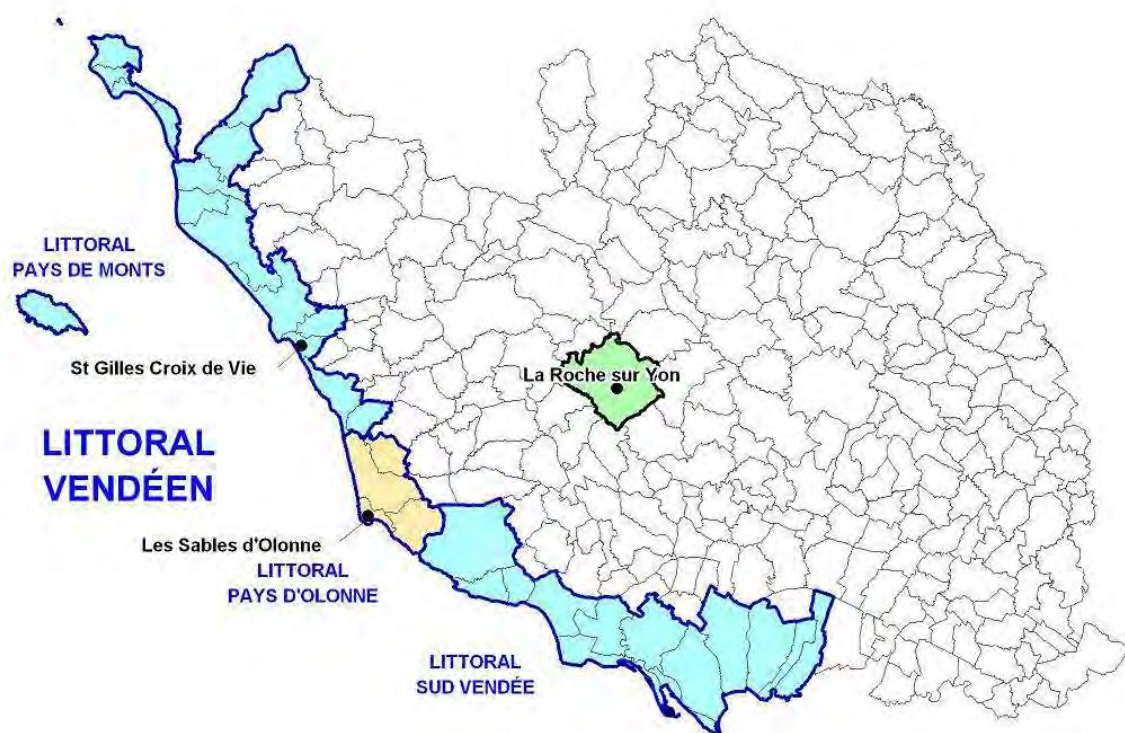 LITTORAL
PAYS DE MONTS
St Gilles Croix de Vie
La Roche sur Yon
LITTORAL
VENDÉEN
Les Sables d'Olonne
LITTORAL
PAYS D'OLONNE
LITTORAL
SUD VENDÉE